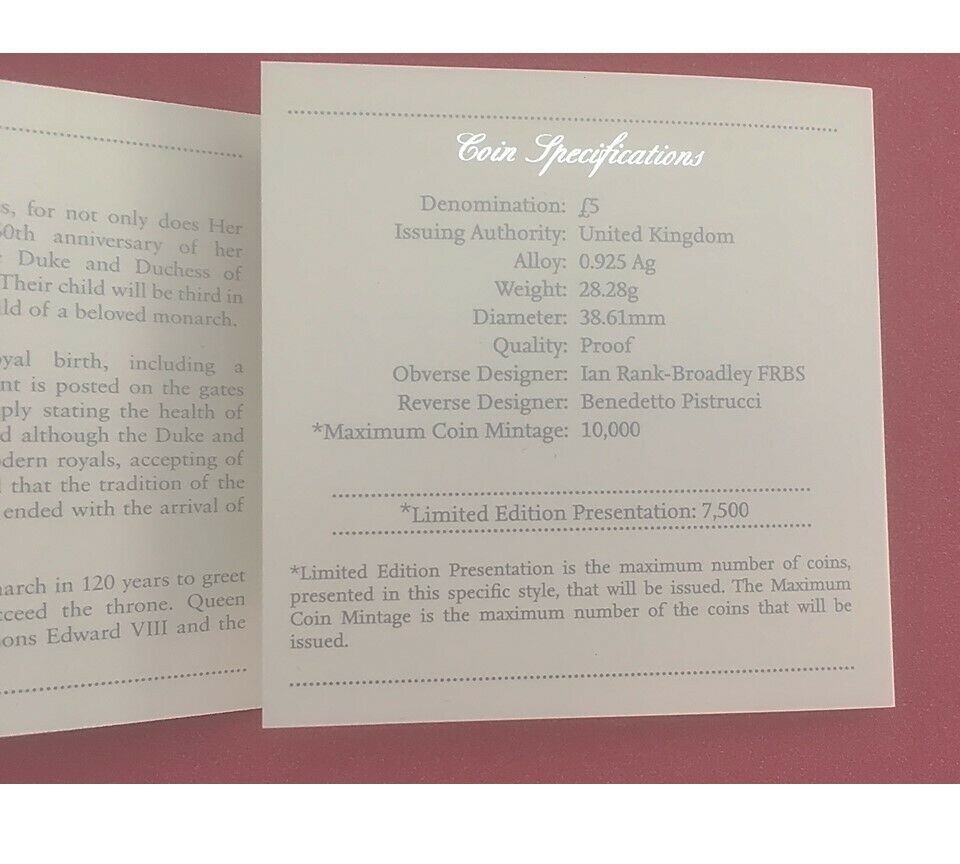 s, for not only does Her
60th anniversary of her
Duke and Duchess of
Their child will be third in
ld of a beloved monarch.
yal birth, including a
nt is posted on the gates
ply stating the health of
d although the Duke and
dern royals, accepting of
that the tradition of the
ended with the arrival of
arch in 120 years to greet
cceed the throne. Queen
ons Edward VIII and the
Coin Specifications
Denomination: £5
Issuing Authority: United Kingdom
Alloy: 0.925 Ag
Weight: 28.28g
Diameter: 38.61mm
Quality: Proof
Obverse Designer: Ian Rank-Broadley FRBS
Reverse Designer: Benedetto Pistrucci
*Maximum Coin Mintage: 10,000
*Limited Edition Presentation: 7,500
*Limited Edition Presentation is the maximum number of coins,
presented in this specific style, that will be issued. The Maximum
Coin Mintage is the maximum number of the coins that will be
issued.